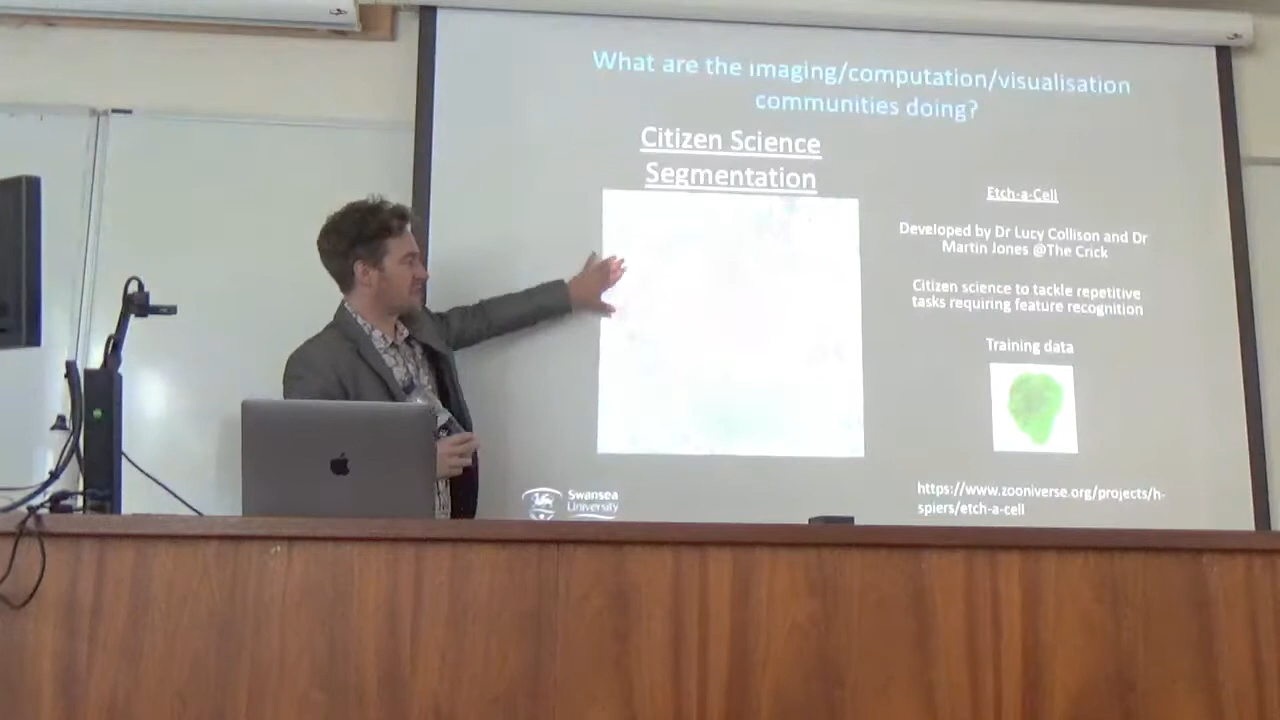 What are the imaging/computation/visualisation
communities doing?
Citizen Science
Segmentation
Etch-a-Cell
Developed by Dr Lucy Collison and Dr
Martin Jones @The Crick
Citizen science to tackle repetitive
tasks requiring feature recognition
Training data
https://www.zooniverse.org/projects/h-
spiers/etch-a-cell
Swansea
University